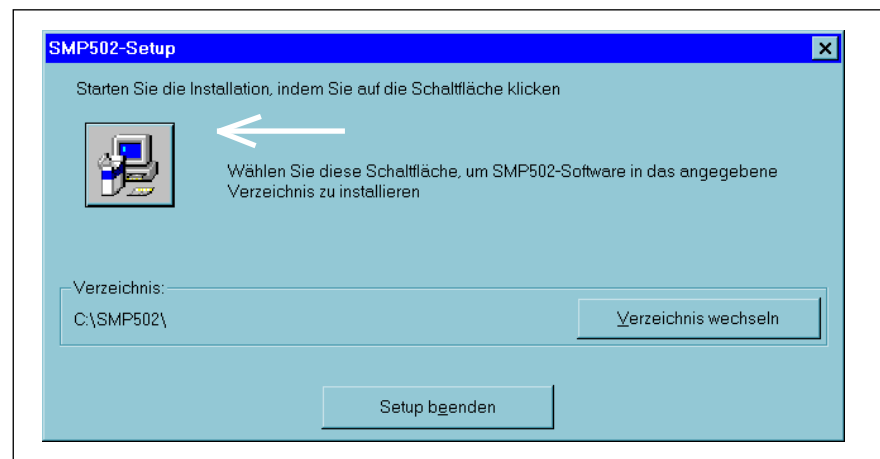 SMP502-Setup
Starten Sie die Installation, indem Sie auf die Schaltfläche klicken
Wählen Sie diese Schaltfläche, um SMP502-Software in das angegebene
Verzeichnis zu installieren
Verzeichnis:
C:\SMP502\
Verzeichnis wechseln
Setup beenden